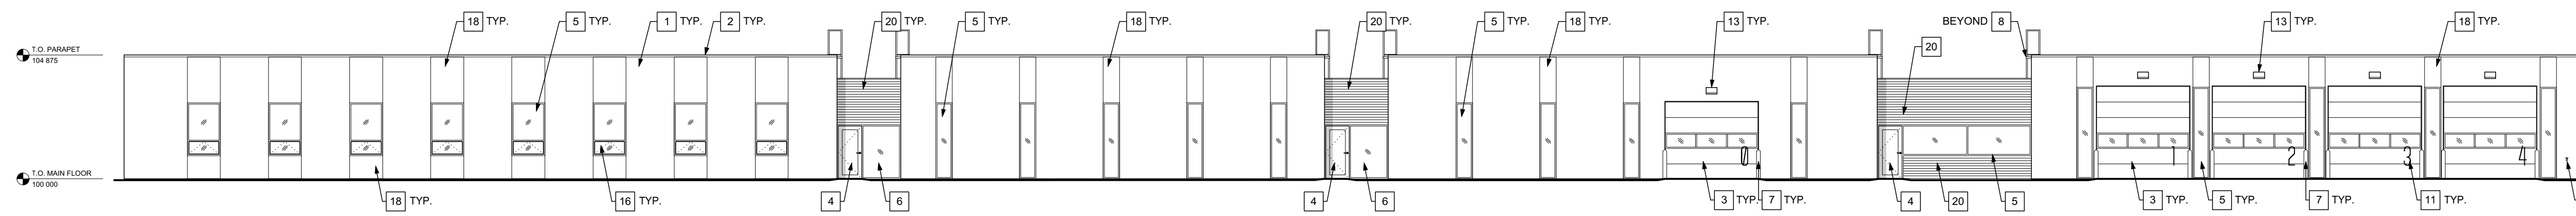 18 TYP.
5 TYP.
1 TYP.
2 TYP.
20 TYP.
5 TYP.
18 TYP.
20 TYP.
5 TYP.
18 TYP.
13 TYP.
BEYOND 8
13 TYP.
18 TYP.
20
T.O. PARAPET
104 875
0
1
2
3
4
T.O. MAIN FLOOR
100 000
18 TYP.
16 TYP.
4
6
4
6
3 TYP.
7 TYP.
4
20
5
3 TYP.
5 TYP.
7 TYP.
11 TYP.